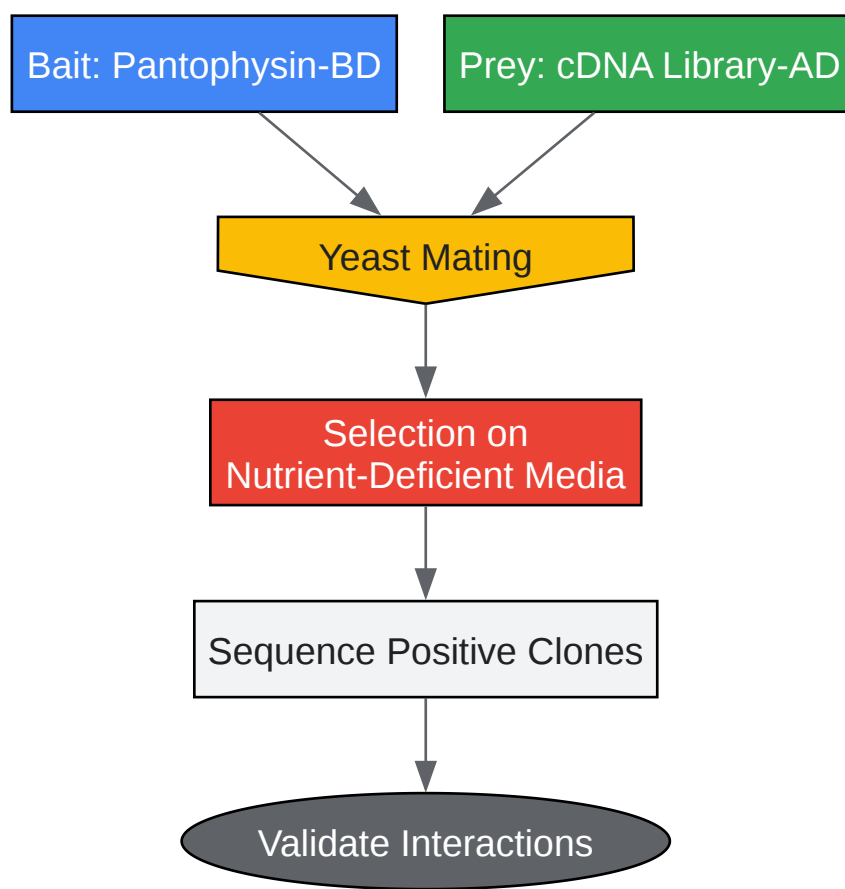 Bait: Pantophysin-BD
Prey: cDNA Library-AD
Yeast Mating
Selection on
Nutrient-Deficient Media
Sequence Positive Clones
Validate Interactions